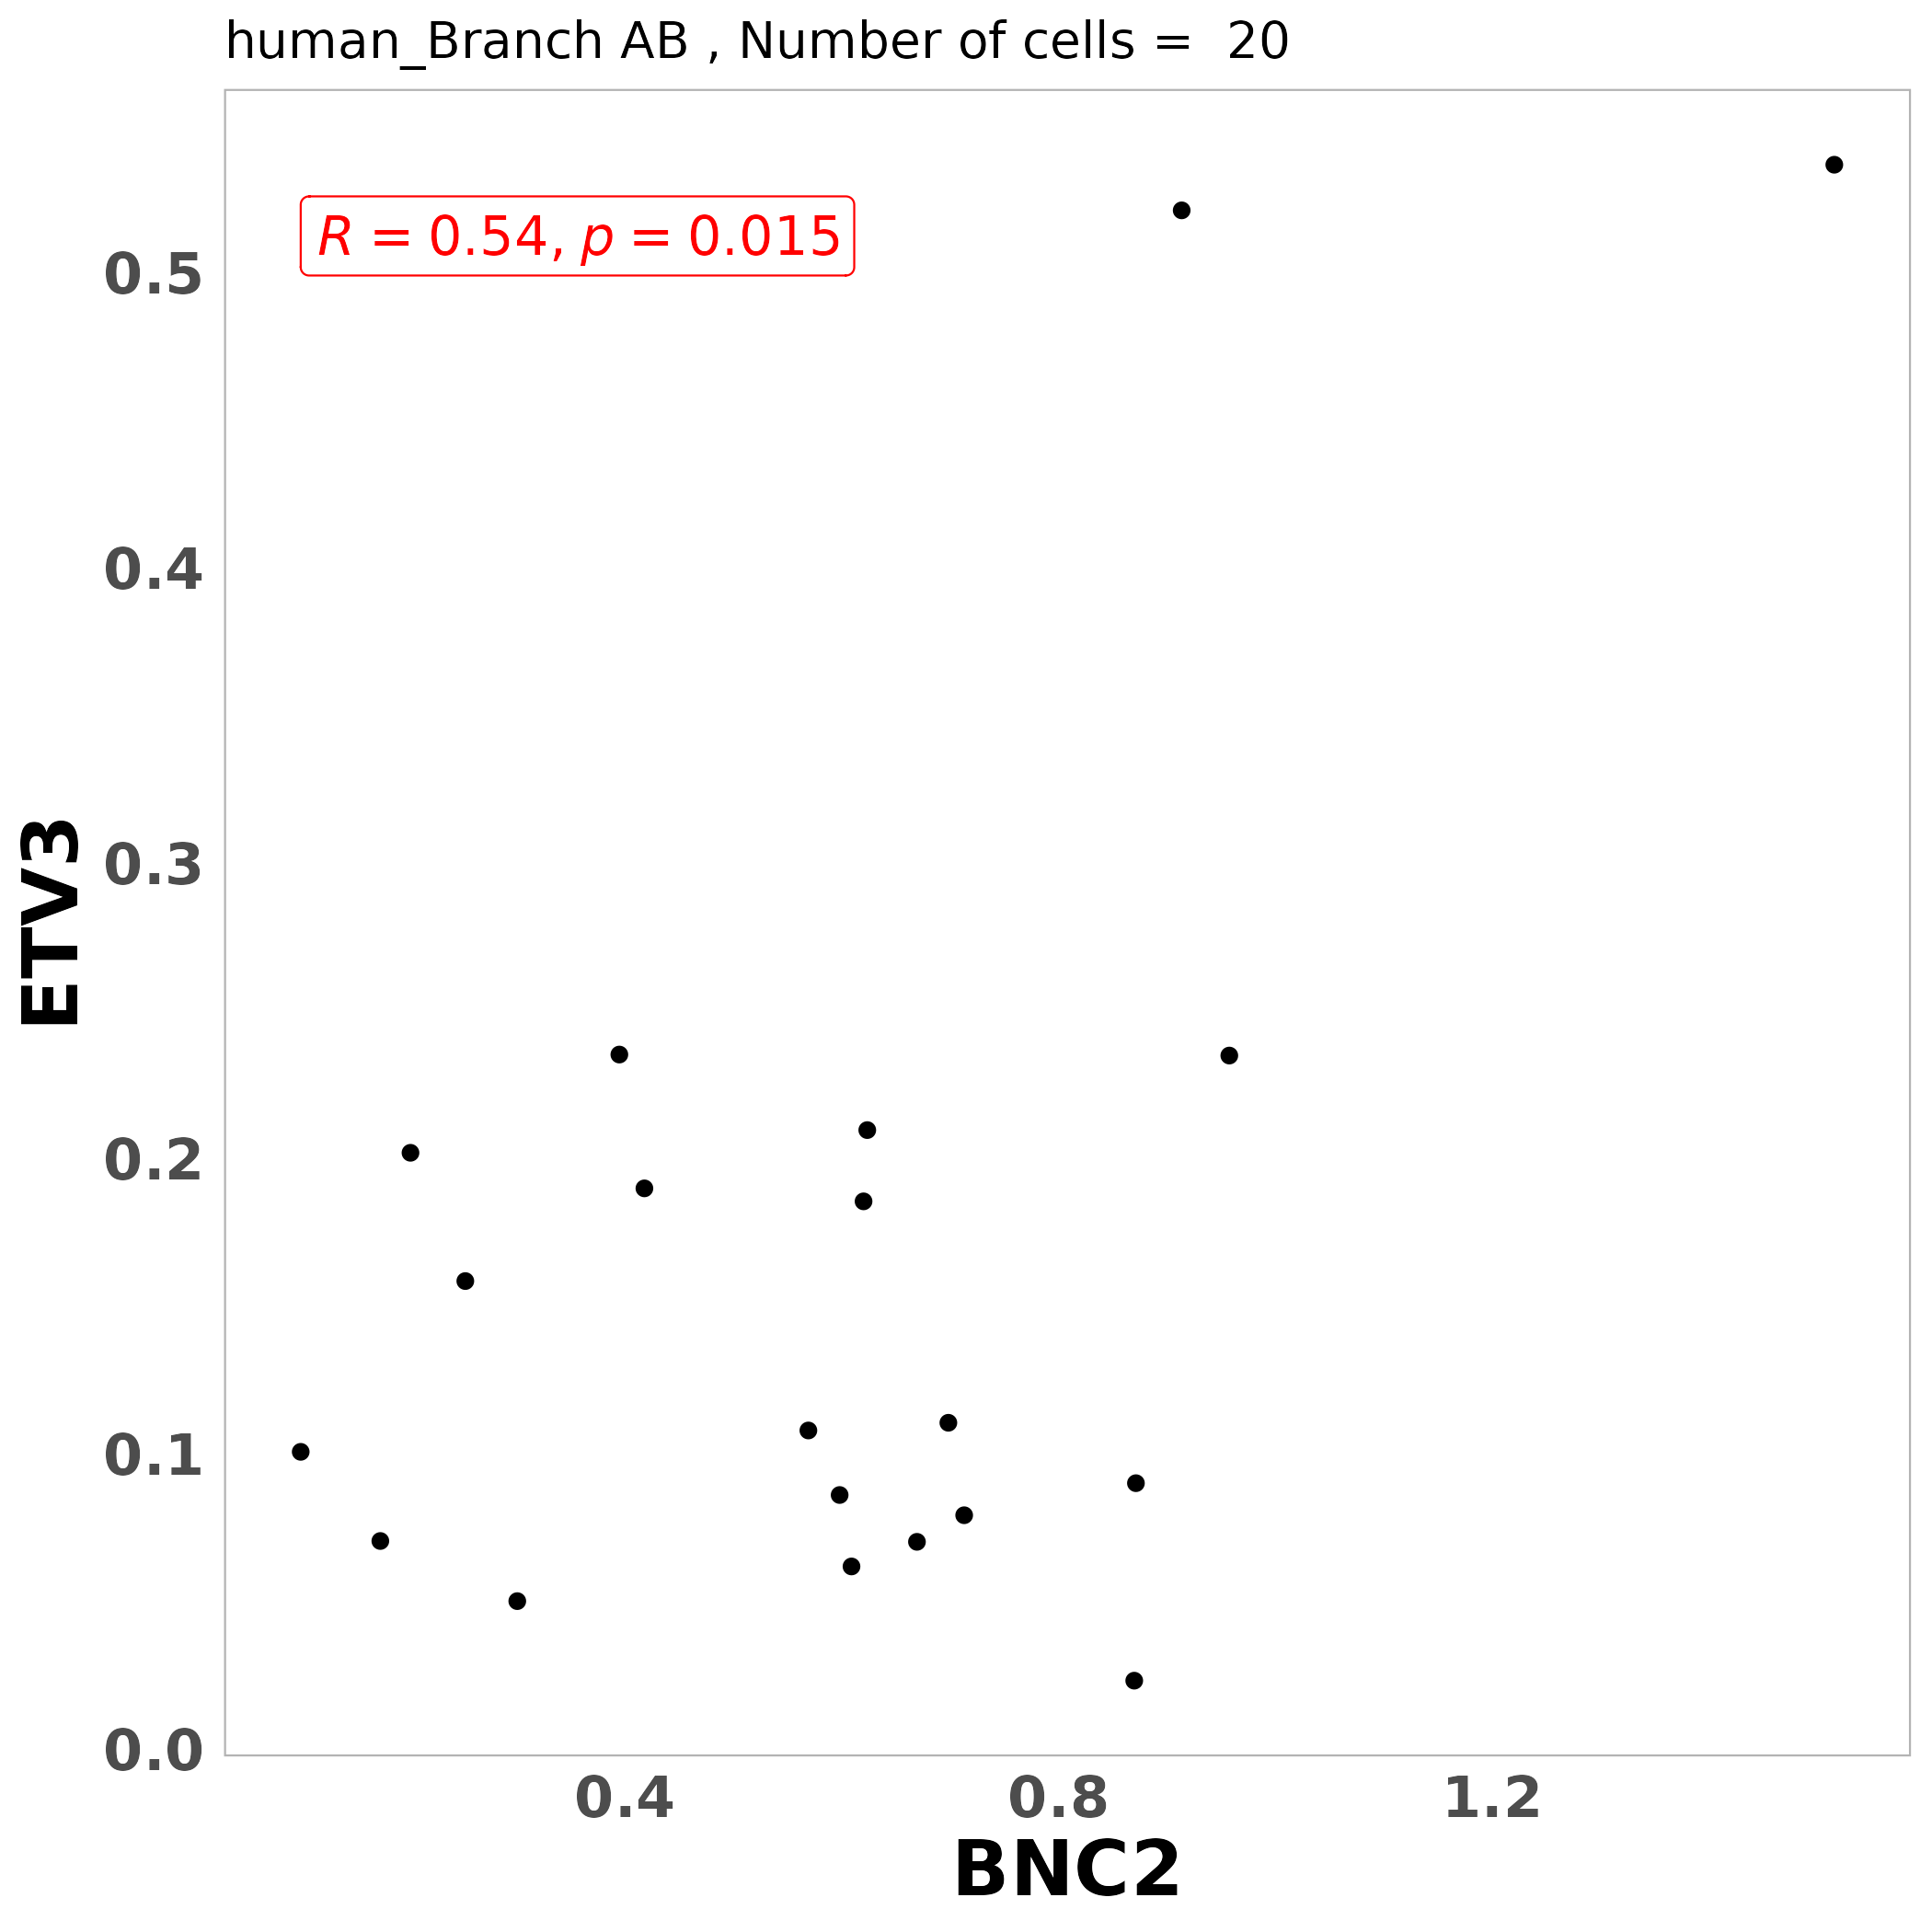 human_Branch AB , Number of cells =  20
R = 0.54, p = 0.015
0.5
0.4
0.3
0.2
0.1
0.0
ETV3
0.4 0.8 1.2
BNC2